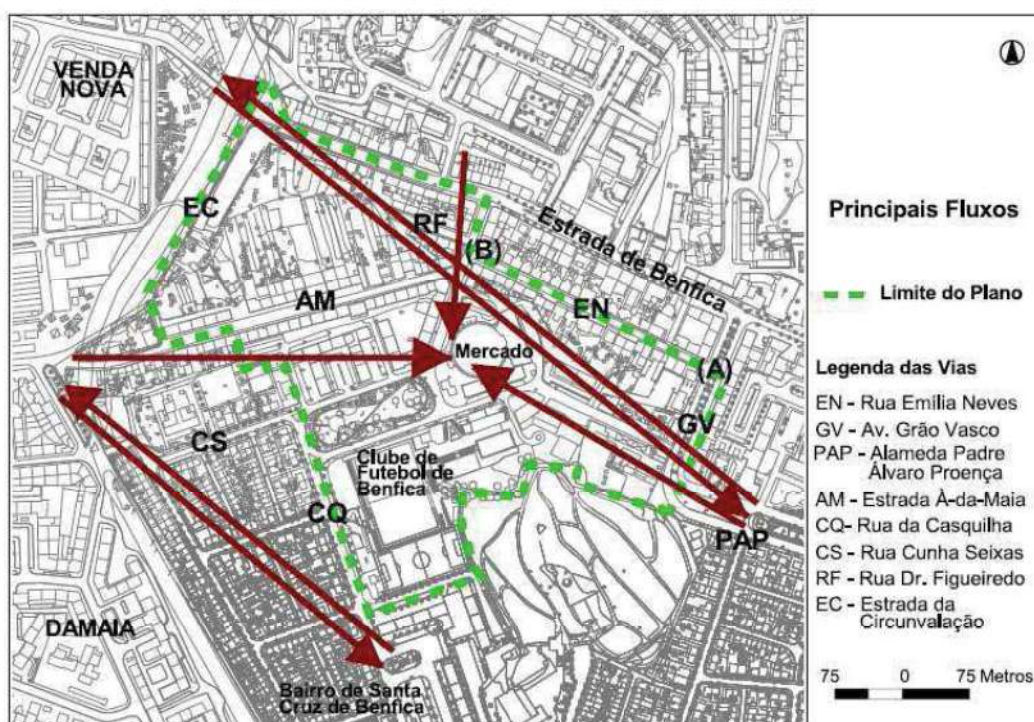 VENDA
NOVA
EC
RF
(B)
Estrada de Benfica
AM
EN
Mercado
(A)
CS
GV
Clube de
Futebol de
Benfica
CQ
PAP
DAMAIA
Bairro de Santa
Cruz de Benfica
Principais Fluxos
Limite do Plano
Legenda das Vias
EN - Rua Emilia Neves
GV - Av. Grão Vasco
PAP - Alameda Padre
Álvaro Proença
AM - Estrada À-da-Maia
CQ- Rua da Casquilha
CS - Rua Cunha Seixas
RF - Rua Dr. Figueiredo
EC - Estrada da
Circunvalação
75 0 75 Metros